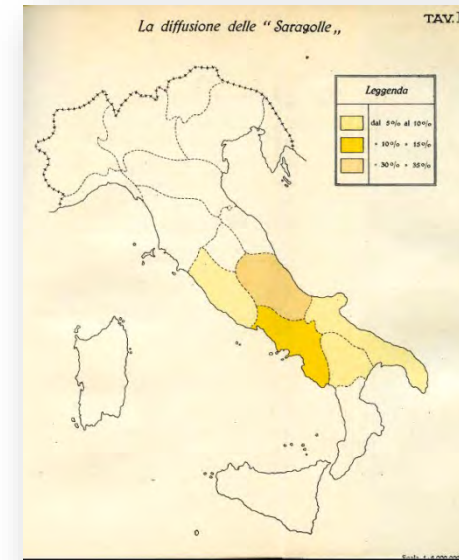 La diffusione delle “Saragolle„
TAV.
Leggenda
dal 5% al 10%
» 10% » 15%
» 30% » 35%